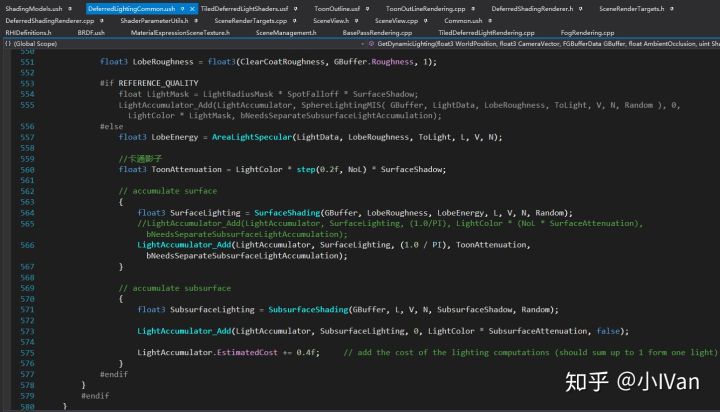 ShadingModels.ush DeferredLightingCommon.ush TiledDeferredLightShaders.usf ToonOutline.usf ToonOutLineRendering.cpp DeferredShadingRenderer.h SceneRenderTargets.h
DeferredShadingRenderer.cpp ShaderParameterUtils.h SceneRenderTargets.cpp SceneView.h SceneView.cpp Common.ush
RHIDefinitions.h BRDF.ush MaterialExpressionSceneTexture.h SceneManagement.h BasePassRendering.cpp TiledDeferredLightRendering.cpp FogRendering.cpp
{} (Global Scope) GetDynamicLighting(float3 WorldPosition, float3 CameraVector, FGBufferData GBuffer, float AmbientOcclusion, uint Sha
550
551 float3 LobeRoughness = float3(ClearCoatRoughness, GBuffer.Roughness, 1);
552
553 #if REFERENCE_QUALITY
554 float LightMask = LightRadiusMask * SpotFalloff * SurfaceShadow;
555 LightAccumulator_Add(LightAccumulator, SphereLightingMIS( GBuffer, LightData, LobeRoughness, ToLight, V, N, Random ), 0,
LightColor * LightMask, bNeedsSeparateSubsurfaceLightAccumulation);
556 #else
557 float3 LobeEnergy = AreaLightSpecular(LightData, LobeRoughness, ToLight, L, V, N);
558
559 //卡通影子
560 float3 ToonAttenuation = LightColor * step(0.2f, NoL) * SurfaceShadow;
561
562 // accumulate surface
563 {
564 float3 SurfaceLighting = SurfaceShading(GBuffer, LobeRoughness, LobeEnergy, L, V, N, Random);
565 //LightAccumulator_Add(LightAccumulator, SurfaceLighting, (1.0/PI), LightColor * (NoL * SurfaceAttenuation),
bNeedsSeparateSubsurfaceLightAccumulation);
566 LightAccumulator_Add(LightAccumulator, SurfaceLighting, (1.0 / PI), ToonAttenuation,
bNeedsSeparateSubsurfaceLightAccumulation);
567 }
568
569 // accumulate subsurface
570 {
571 float3 SubsurfaceLighting = SubsurfaceShading(GBuffer, L, V, N, SubsurfaceShadow, Random);
572
573 LightAccumulator_Add(LightAccumulator, SubsurfaceLighting, 0, LightColor * SubsurfaceAttenuation, false);
574
575 LightAccumulator.EstimatedCost += 0.4f; // add the cost of the lighting computations (should sum up to 1 form one light)
576 }
577 #endif
578 }
579 #endif
580 }
知乎 @小IVan